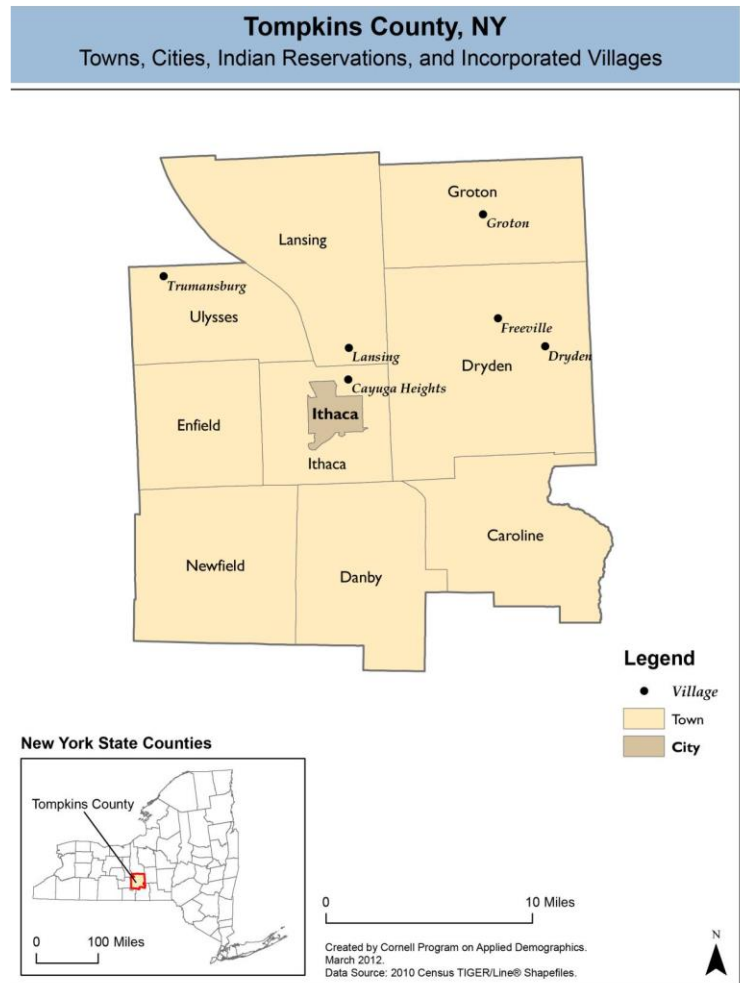 Tompkins County, NY
Towns, Cities, Indian Reservations, and Incorporated Villages
Groton
Groton
Lansing
Trumansburg
Ulysses
Freeville
Lansing
Dryden
Dryden
Cayuga Heights
Ithaca
Enfield
Ithaca
Caroline
Newfield
Danby
Legend
Village
Town
City
New York State Counties
Tompkins County
0 100 Miles
0 10 Miles
Created by Cornell Program on Applied Demographics.
March 2012.
Data Source: 2010 Census TIGER/Line® Shapefiles.
N